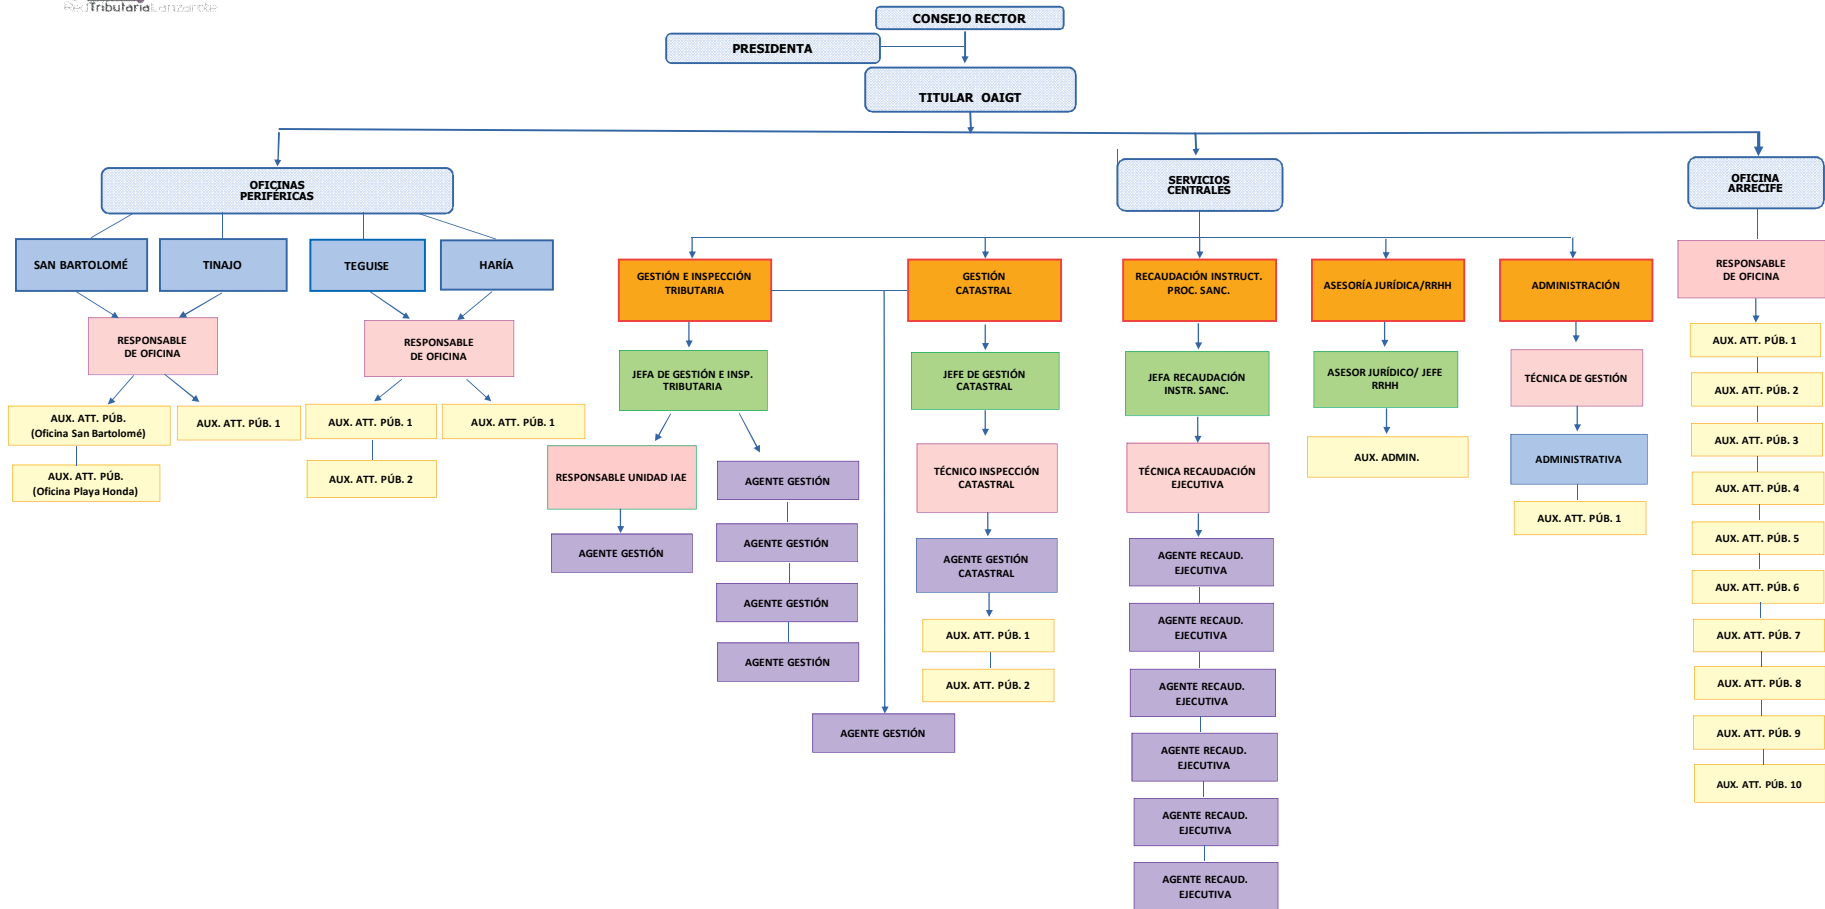 Red Tributaria Lanzarote
CONSEJO RECTOR
PRESIDENTA
TITULAR OAIGT
OFICINAS
PERIFÉRICAS
SERVICIOS
CENTRALES
OFICINA
ARRECIFE
SAN BARTOLOMÉ
TINAJO
TEGUISE
HARÍA
RESPONSABLE
DE OFICINA
RESPONSABLE
DE OFICINA
AUX. ATT. PÚB.
(Oficina San Bartolomé)
AUX. ATT. PÚB. 1
AUX. ATT. PÚB. 1
AUX. ATT. PÚB. 1
AUX. ATT. PÚB.
(Oficina Playa Honda)
AUX. ATT. PÚB. 2
GESTIÓN E INSPECCIÓN
TRIBUTARIA
JEFA DE GESTIÓN E INSP.
TRIBUTARIA
RESPONSABLE UNIDAD IAE
AGENTE GESTIÓN
AGENTE GESTIÓN
AGENTE GESTIÓN
AGENTE GESTIÓN
AGENTE GESTIÓN
AGENTE GESTIÓN
GESTIÓN
CATASTRAL
JEFE DE GESTIÓN
CATASTRAL
TÉCNICO INSPECCIÓN
CATASTRAL
AGENTE GESTIÓN
CATASTRAL
AUX. ATT. PÚB. 1
AUX. ATT. PÚB. 2
RECAUDACIÓN INSTRUCT.
PROC. SANC.
JEFA RECAUDACIÓN
INSTR. SANC.
TÉCNICA RECAUDACIÓN
EJECUTIVA
AGENTE RECAUD.
EJECUTIVA
AGENTE RECAUD.
EJECUTIVA
AGENTE RECAUD.
EJECUTIVA
AGENTE RECAUD.
EJECUTIVA
AGENTE RECAUD.
EJECUTIVA
AGENTE RECAUD.
EJECUTIVA
ASESORÍA JURÍDICA/RRHH
ASESOR JURÍDICO/ JEFE
RRHH
AUX. ADMIN.
ADMINISTRACIÓN
TÉCNICA DE GESTIÓN
ADMINISTRATIVA
AUX. ATT. PÚB. 1
RESPONSABLE
DE OFICINA
AUX. ATT. PÚB. 1
AUX. ATT. PÚB. 2
AUX. ATT. PÚB. 3
AUX. ATT. PÚB. 4
AUX. ATT. PÚB. 5
AUX. ATT. PÚB. 6
AUX. ATT. PÚB. 7
AUX. ATT. PÚB. 8
AUX. ATT. PÚB. 9
AUX. ATT. PÚB. 10